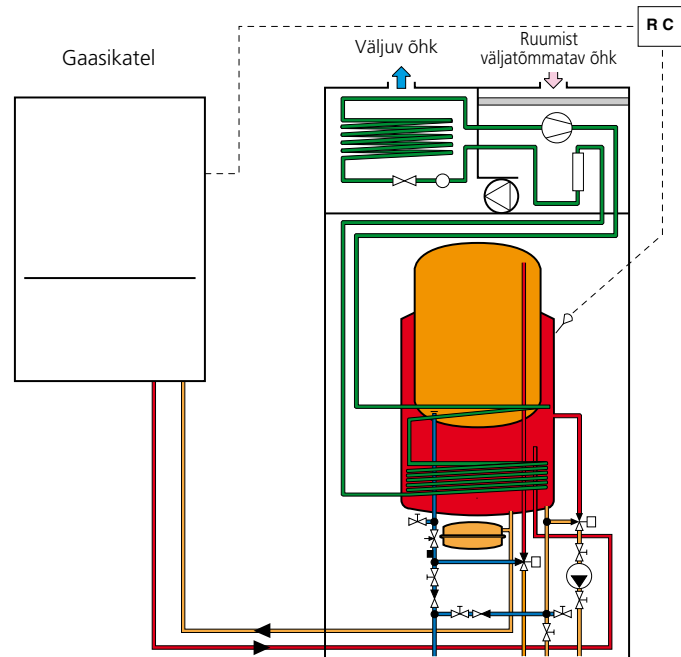 R C
Gaasikatel
Väljuv õhk
Ruumist
väljatõmmatav õhk